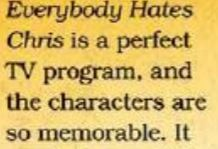 Everybody Hates
Chris is a perfect
TV program, and
the characters are
so memorable. It